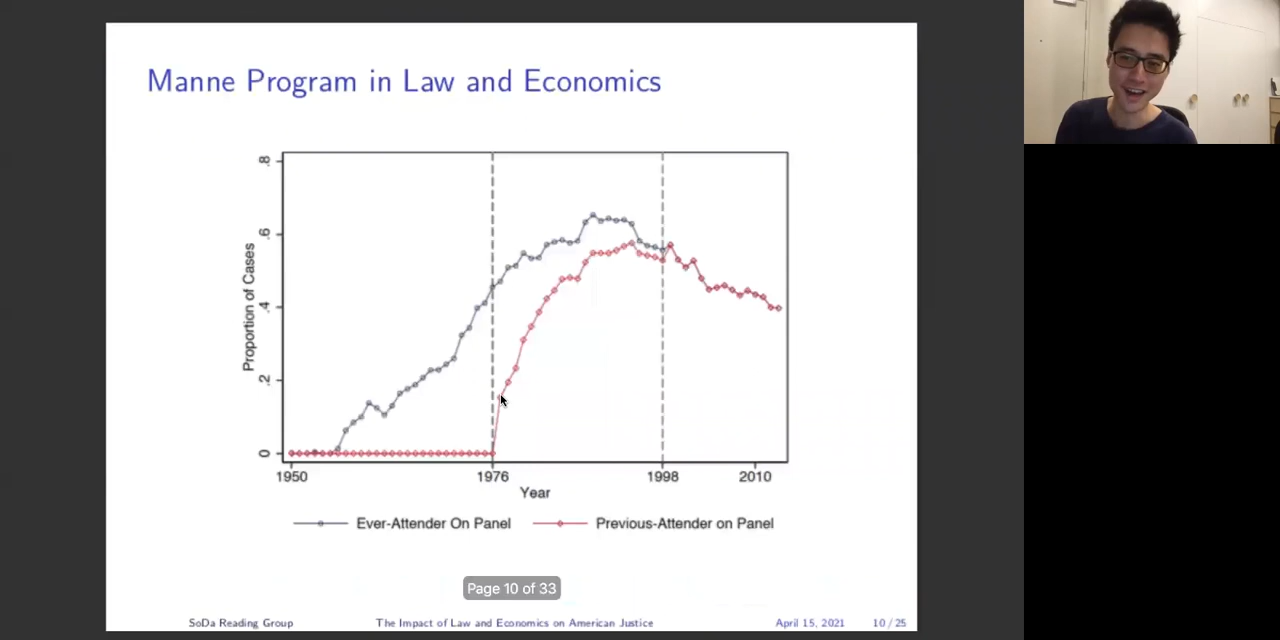 Manne Program in Law and Economics
.8
.6
.4
.2
0
Proportion of Cases
1950 1976 1998 2010
Year
Ever-Attender On Panel Previous-Attender on Panel
Page 10 of 33
SoDa Reading Group The Impact of Law and Economics on American Justice April 15, 2021 10 / 25